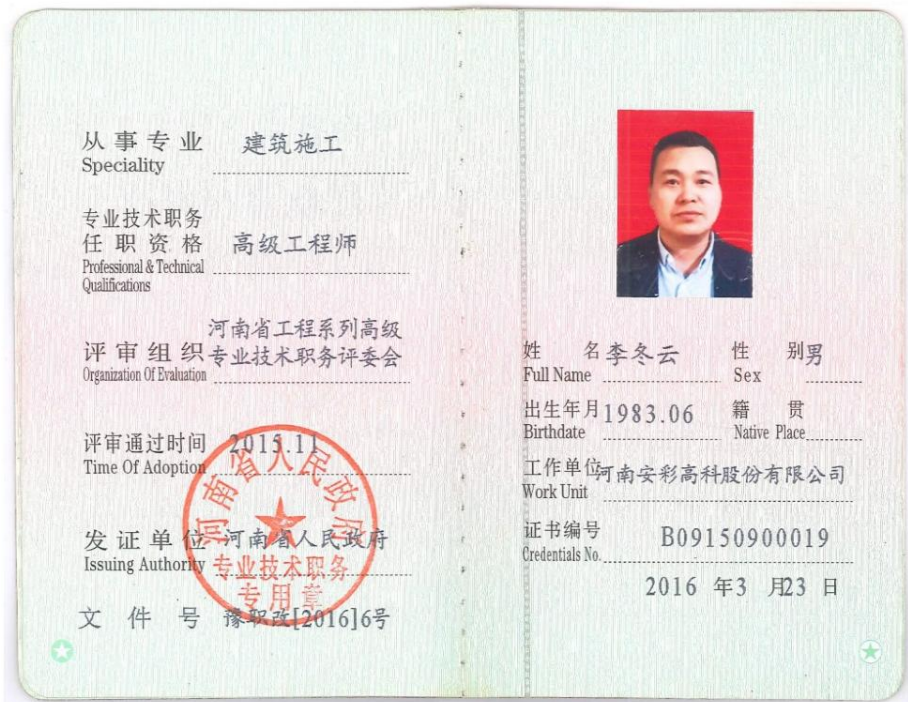 从事专业 建筑施工
Speciality
专业技术职务
任职资格 高级工程师
Professional & Technical
Qualifications
河南省工程系列高级
评审组织 专业技术职务评委会
Organization Of Evaluation
评审通过时间 2015.11
Time Of Adoption
发证单位 河南省人民政府
Issuing Authority
文件号 豫职改[2016]6号
河南省人民政府
专业技术职务
专用章
姓名 李冬云 性别 男
Full Name Sex
出生年月 1983.06 籍贯
Birthdate Native Place
工作单位 河南安彩高科股份有限公司
Work Unit
证书编号 B09150900019
Credentials No.
2016 年3 月23 日